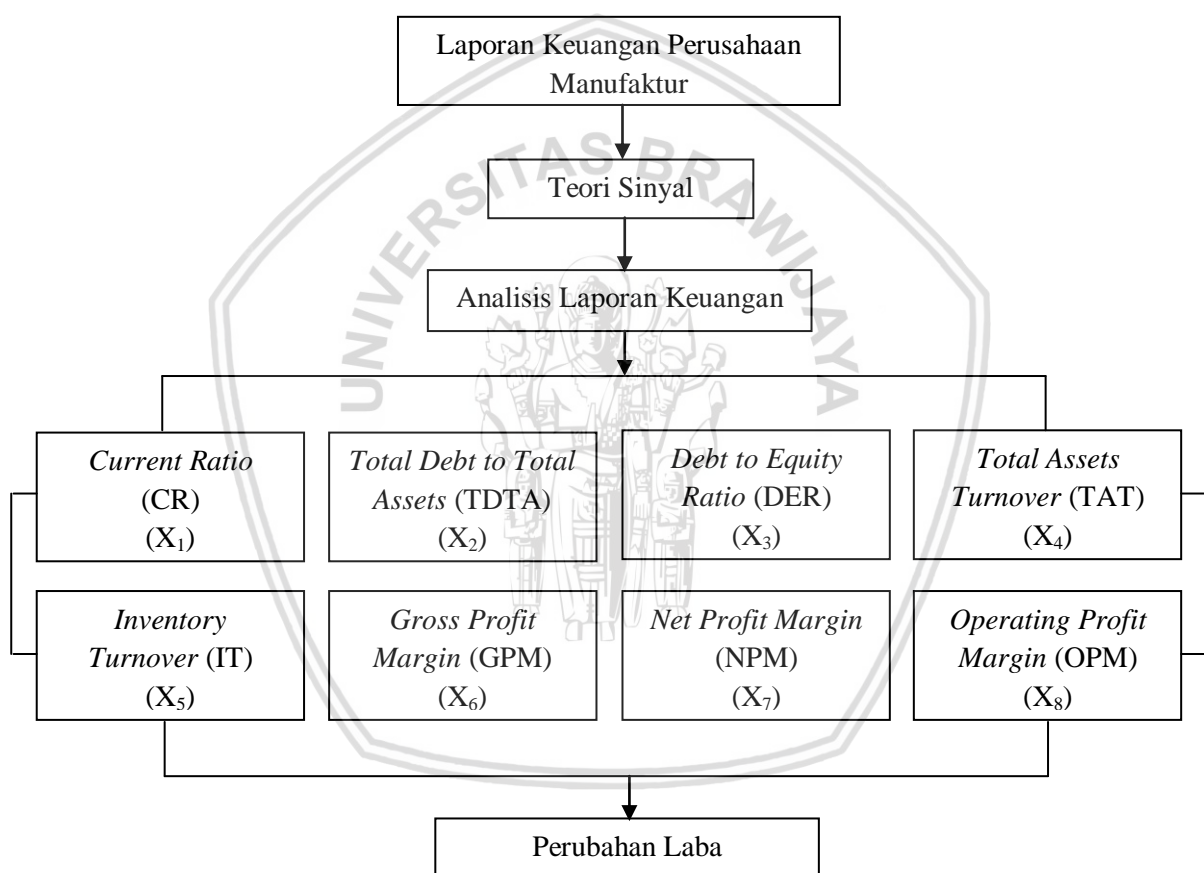 Laporan Keuangan Perusahaan
Manufaktur
UNIVERSITAS BRAWIJAYA
Teori Sinyal
Analisis Laporan Keuangan
Current Ratio
(CR)
(X₁)
Total Debt to Total
Assets (TDTA)
(X₂)
Debt to Equity
Ratio (DER)
(X₃)
Total Assets
Turnover (TAT)
(X₄)
Inventory
Turnover (IT)
(X₅)
Gross Profit
Margin (GPM)
(X₆)
Net Profit Margin
(NPM)
(X₇)
Operating Profit
Margin (OPM)
(X₈)
Perubahan Laba